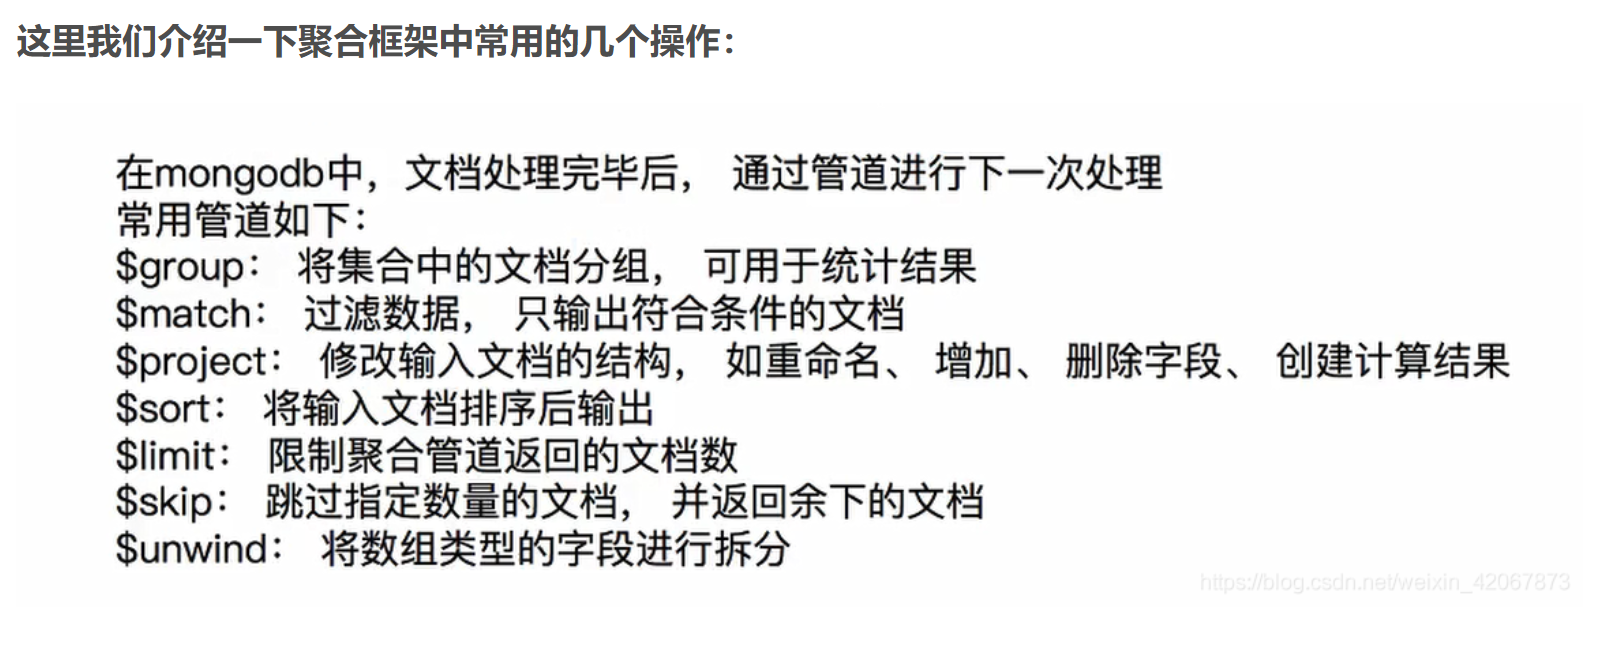 这里我们介绍一下聚合框架中常用的几个操作：
在mongodb中，文档处理完毕后， 通过管道进行下一次处理
常用管道如下：
$group： 将集合中的文档分组， 可用于统计结果
$match： 过滤数据， 只输出符合条件的文档
$project： 修改输入文档的结构， 如重命名、 增加、 删除字段、 创建计算结果
$sort： 将输入文档排序后输出
$limit： 限制聚合管道返回的文档数
$skip： 跳过指定数量的文档， 并返回余下的文档
$unwind： 将数组类型的字段进行拆分
https://blog.csdn.net/weixin_42067873